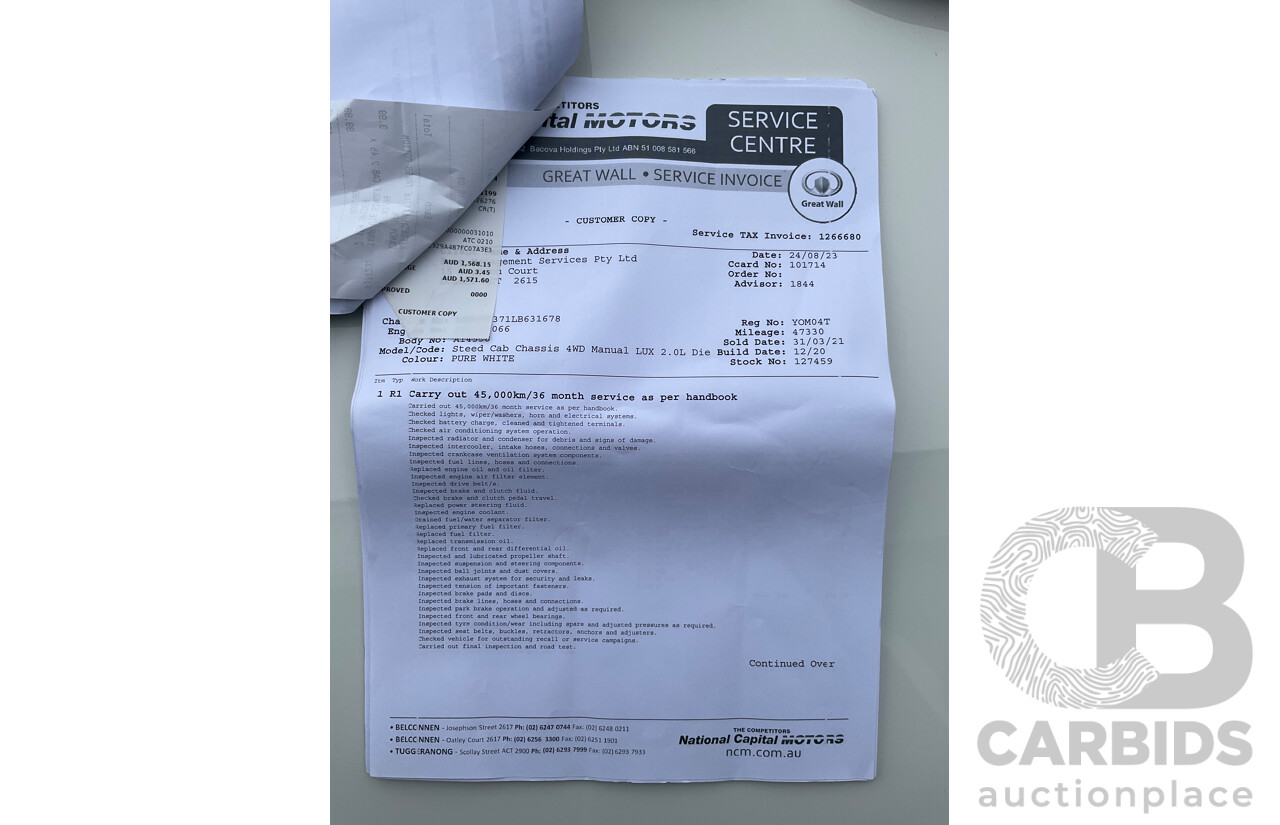 TITORS
tal MOTORS
SERVICE
CENTRE
Bacova Holdings Pty Ltd ABN 51 008 581 566
GREAT WALL • SERVICE INVOICE
Great Wall
- CUSTOMER COPY -
Service TAX Invoice: 1266680
e & Address
gement Services Pty Ltd
Court
2615
Date: 24/08/23
Ccard No: 101714
Order No:
Advisor: 1844
CR(T)
ATC 0210
AUD 1,568.15
AUD 3.45
AUD 1,571.60
PROVED 0000
CUSTOMER COPY
Cha 371LB631678
Eng 066
Body No:
Model/Code: Steed Cab Chassis 4WD Manual LUX 2.0L Die
Colour: PURE WHITE
Reg No: YOM04T
Mileage: 47330
Sold Date: 31/03/21
Build Date: 12/20
Stock No: 127459
Itm Typ Work Description
1 R1 Carry out 45,000km/36 month service as per handbook
Carried out 45,000km/36 month service as per handbook.
Checked lights, wiper/washers, horn and electrical systems.
Checked battery charge, cleaned and tightened terminals.
Checked air conditioning system operation.
Inspected radiator and condenser for debris and signs of damage.
Inspected intercooler, intake hoses, connections and valves.
Inspected crankcase ventilation system components.
Inspected fuel lines, hoses and connections.
Replaced engine oil and oil filter.
Inspected engine air filter element.
Inspected drive belt/s.
Inspected brake and clutch fluid.
Checked brake and clutch pedal travel.
Replaced power steering fluid.
Inspected engine coolant.
Drained fuel/water separator filter.
Replaced primary fuel filter.
Replaced fuel filter.
Replaced transmission oil.
Replaced front and rear differential oil.
Inspected and lubricated propeller shaft.
Inspected suspension and steering components.
Inspected ball joints and dust covers.
Inspected exhaust system for security and leaks.
Inspected tension of important fasteners.
Inspected brake pads and discs.
Inspected brake lines, hoses and connections.
Inspected park brake operation and adjusted as required.
Inspected front and rear wheel bearings.
Inspected tyre condition/wear including spare and adjusted pressures as required.
Inspected seat belts, buckles, retractors, anchors and adjusters.
Checked vehicle for outstanding recall or service campaigns.
Carried out final inspection and road test.
Continued Over
• BELCONNEN – Josephson Street 2617 Ph: (02) 6247 0744 Fax: (02) 6248 0211
• BELCONNEN – Oatley Court 2617 Ph: (02) 6256 3300 Fax: (02) 6251 1901
• TUGGERANONG – Scollay Street ACT 2900 Ph: (02) 6293 7999 Fax: (02) 6293 7933
THE COMPETITORS
National Capital MOTORS
ncm.com.au
CB
CARBIDS
auctionplace